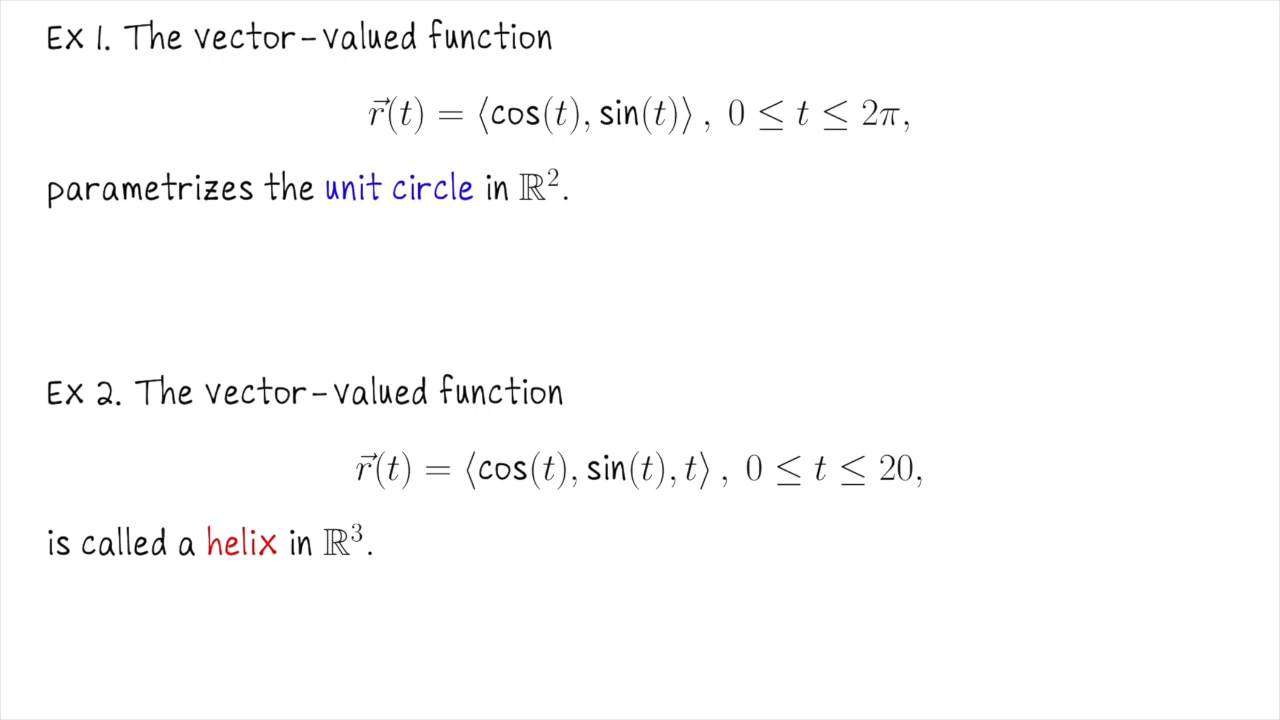 Ex 1. The vector-valued function
r⃗(t) = ⟨cos(t), sin(t)⟩ , 0 ≤ t ≤ 2π,
parametrizes the unit circle in ℝ².
Ex 2. The vector-valued function
r⃗(t) = ⟨cos(t), sin(t), t⟩ , 0 ≤ t ≤ 20,
is called a helix in ℝ³.